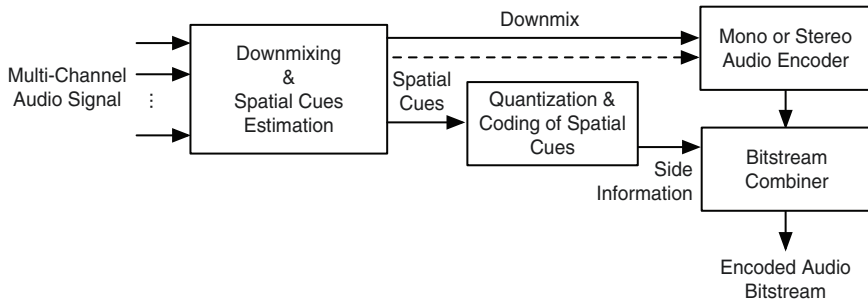 Multi-Channel
Audio Signal
...
Downmixing
&
Spatial Cues
Estimation
Downmix
Spatial
Cues
Quantization &
Coding of Spatial
Cues
Mono or Stereo
Audio Encoder
Side
Information
Bitstream
Combiner
Encoded Audio
Bitstream